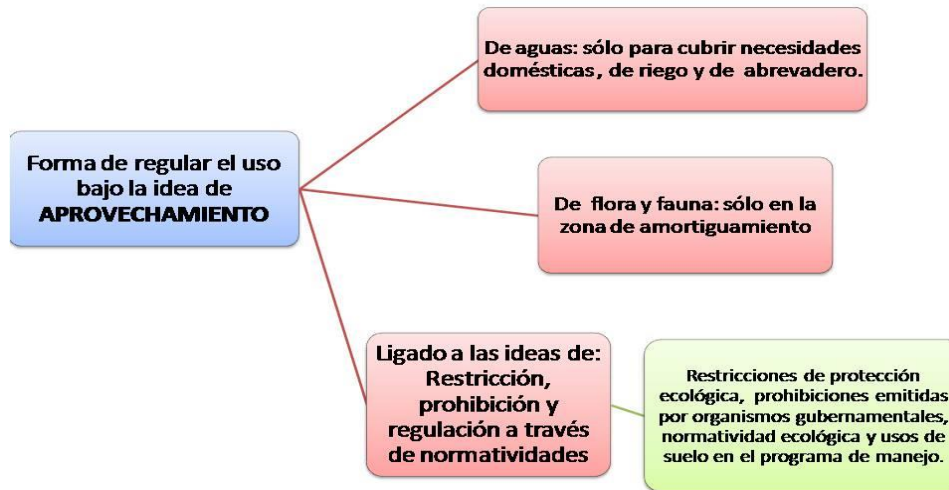 De aguas: sólo para cubrir necesidades
domésticas, de riego y de abrevadero.
Forma de regular el uso
bajo la idea de
APROVECHAMIENTO
De flora y fauna: sólo en la
zona de amortiguamiento
Ligado a las ideas de:
Restricción,
prohibición y
regulación a través
de normatividades
Restricciones de protección
ecológica, prohibiciones emitidas
por organismos gubernamentales,
normatividad ecológica y usos de
suelo en el programa de manejo.